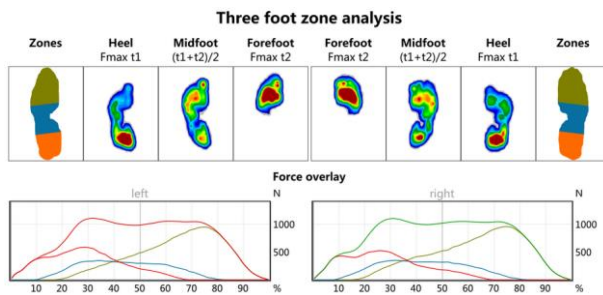 Three foot zone analysis
Zones Heel Midfoot Forefoot Forefoot Midfoot Heel Zones
Fmax t1 (t1+t2)/2 Fmax t2 Fmax t2 (t1+t2)/2 Fmax t1
Force overlay
left N right N
1000 1000
500 500
10 20 30 40 50 60 70 80 90 % 10 20 30 40 50 60 70 80 90 %